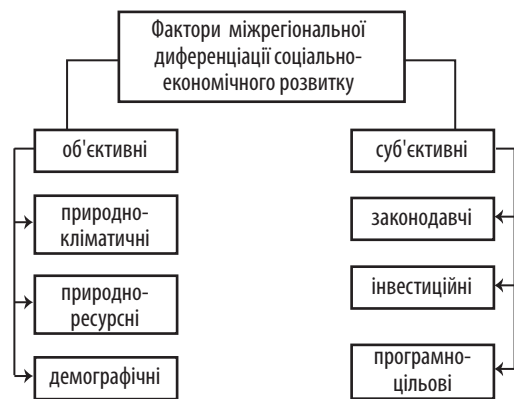 Фактори міжрегіональної
диференціації соціально-
економічного розвитку
об'єктивні
природно-
кліматичні
природно-
ресурсні
демографічні
суб'єктивні
законодавчі
інвестиційні
програмно-
цільові